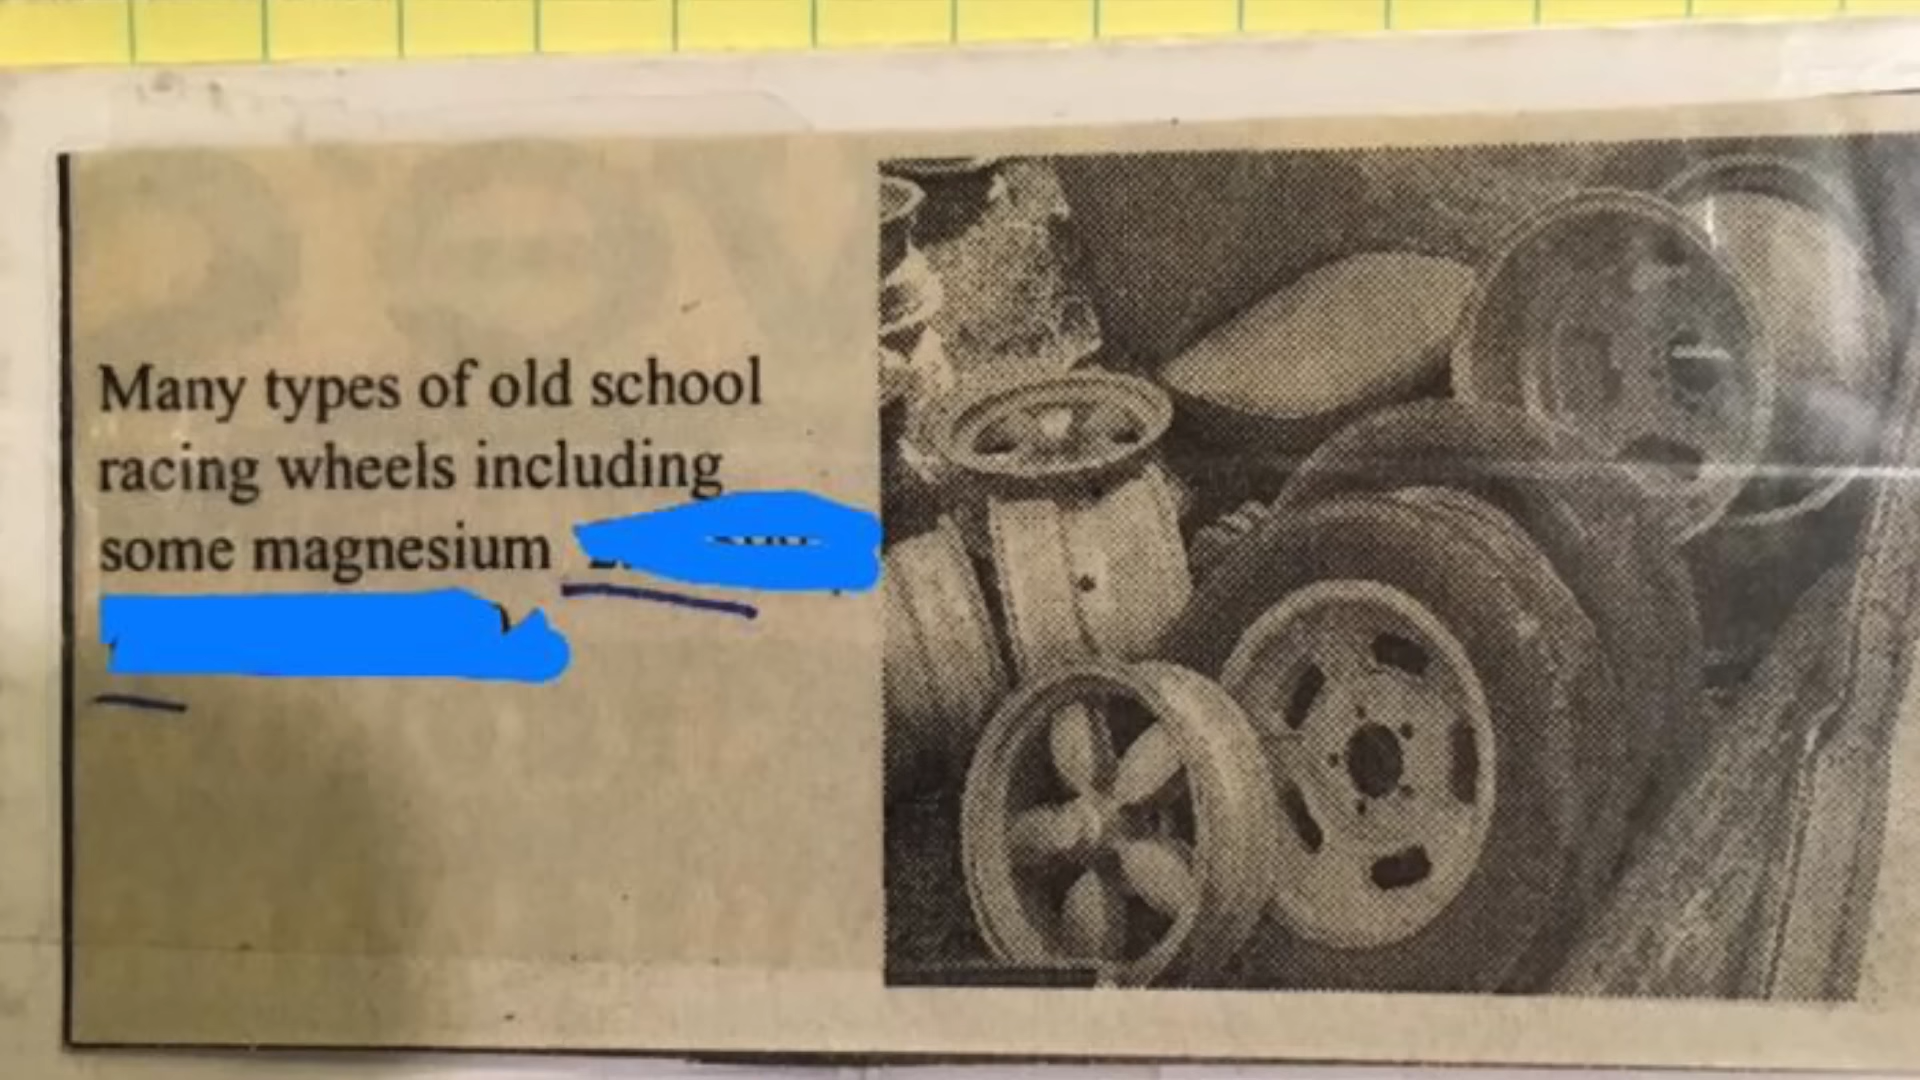 Many types of old school
racing wheels including
some magnesium